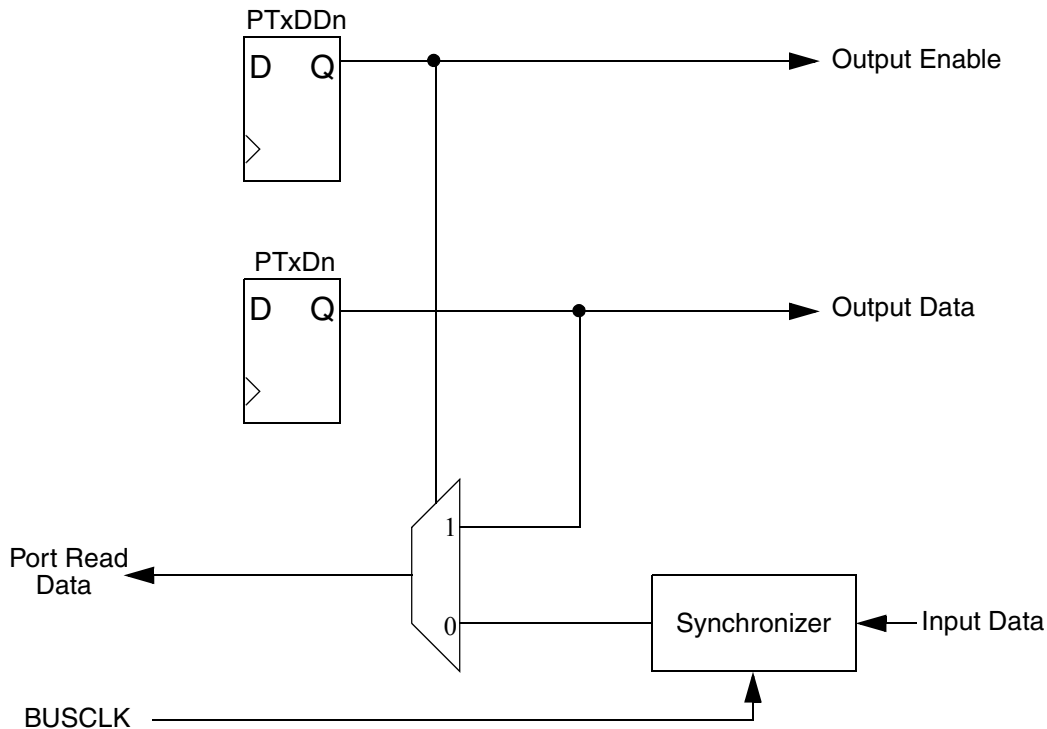 PTxDDn
D Q
Output Enable
PTxDn
D Q
Output Data
1
Port Read
Data
0
Synchronizer
Input Data
BUSCLK